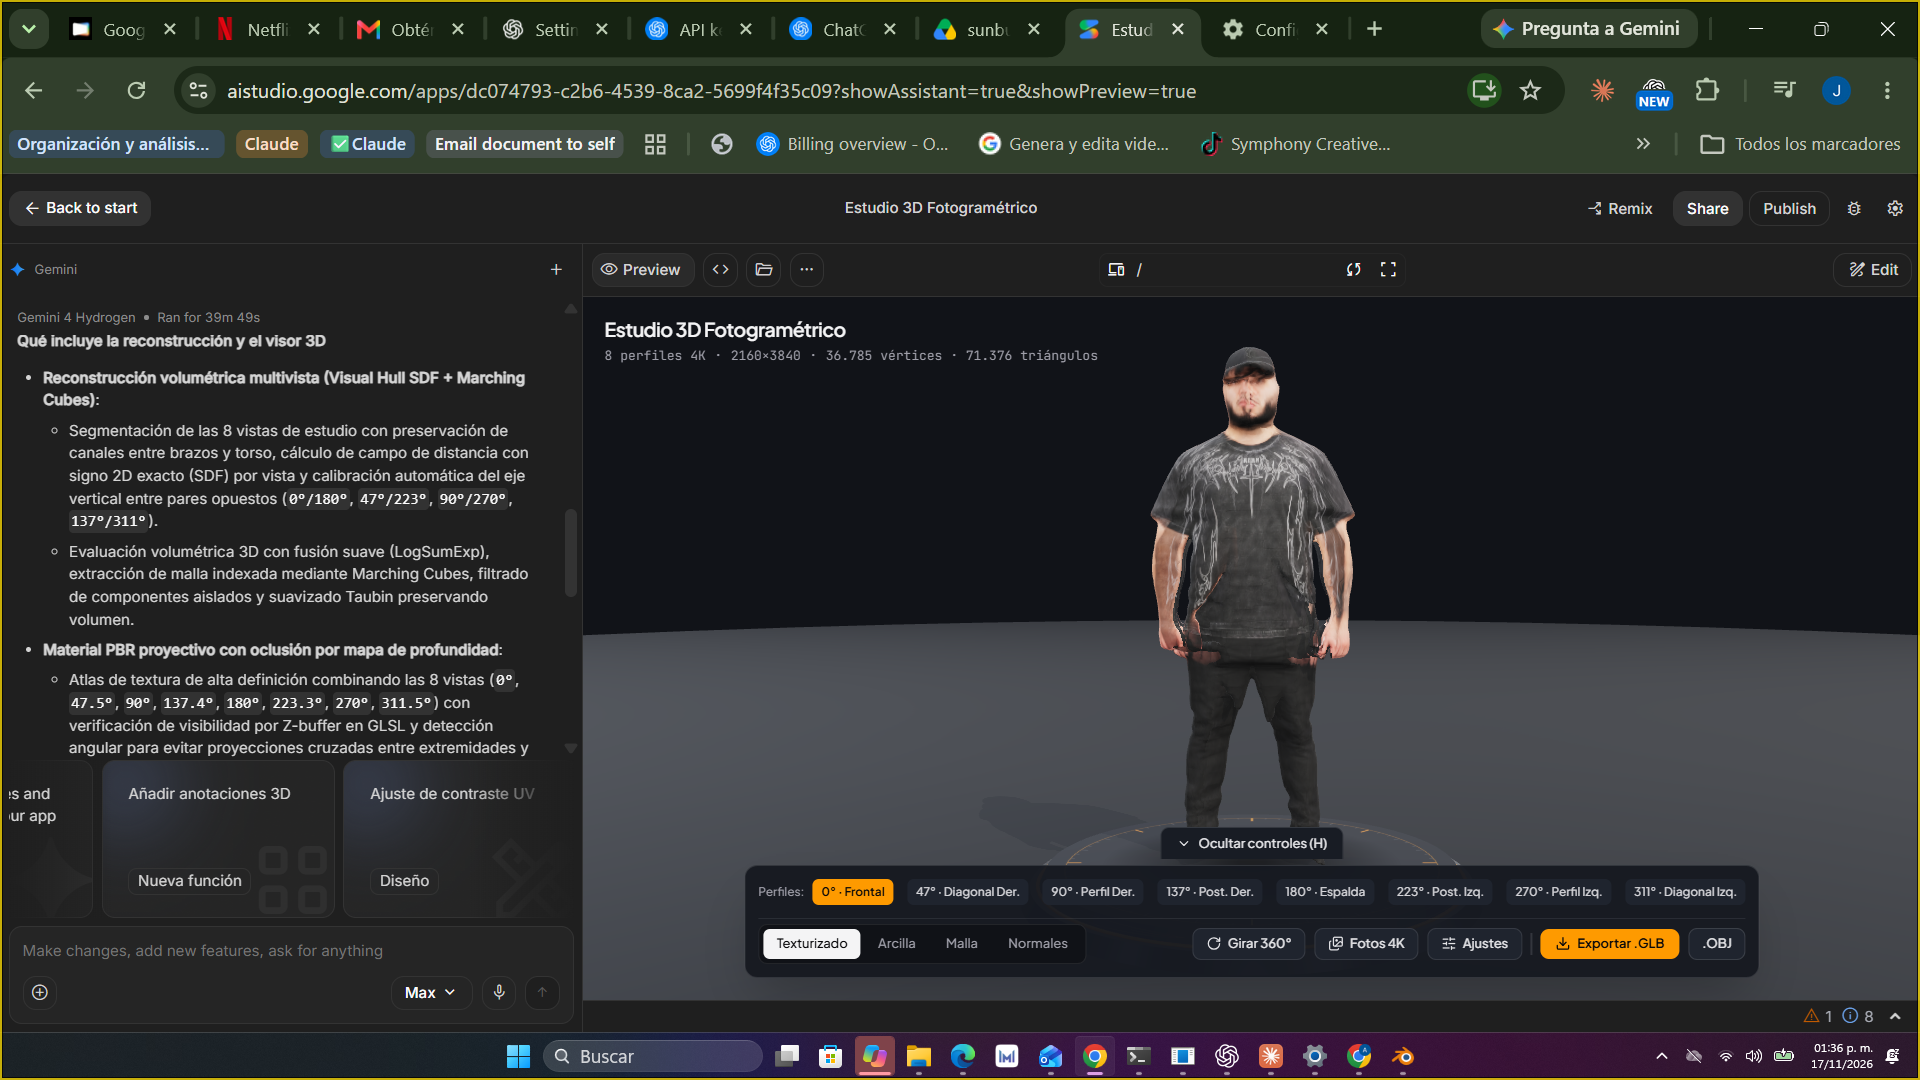 Goog
Netfli
Obtér
Settin
API ke
ChatG
sunbu
Estud
Confi
Pregunta a Gemini
aistudio.google.com/apps/dc074793-c2b6-4539-8ca2-5699f4f35c09?showAssistant=true&showPreview=true
NEW
J
Organización y análisis...
Claude
✅Claude
Email document to self
Billing overview - O...
Genera y edita vide...
Symphony Creative...
Todos los marcadores
Back to start
Estudio 3D Fotogramétrico
Remix
Share
Publish
Gemini
Preview
/
Edit
Gemini 4 Hydrogen • Ran for 39m 49s
Qué incluye la reconstrucción y el visor 3D
• Reconstrucción volumétrica multivista (Visual Hull SDF + Marching
Cubes):
Segmentación de las 8 vistas de estudio con preservación de
canales entre brazos y torso, cálculo de campo de distancia con
signo 2D exacto (SDF) por vista y calibración automática del eje
vertical entre pares opuestos (0°/180°, 47°/223°, 90°/270°,
137°/311°).
Evaluación volumétrica 3D con fusión suave (LogSumExp),
extracción de malla indexada mediante Marching Cubes, filtrado
de componentes aislados y suavizado Taubin preservando
volumen.
• Material PBR proyectivo con oclusión por mapa de profundidad:
Atlas de textura de alta definición combinando las 8 vistas (0°,
47.5°, 90°, 137.4°, 180°, 223.3°, 270°, 311.5°) con
verificación de visibilidad por Z-buffer en GLSL y detección
angular para evitar proyecciones cruzadas entre extremidades y
es and
ur app
Añadir anotaciones 3D
Nueva función
Ajuste de contraste UV
Diseño
Make changes, add new features, ask for anything
Max
Estudio 3D Fotogramétrico
8 perfiles 4K · 2160×3840 · 36.785 vértices · 71.376 triángulos
Ocultar controles (H)
Perfiles:
0° · Frontal
47° · Diagonal Der.
90° · Perfil Der.
137° · Post. Der.
180° · Espalda
223° · Post. Izq.
270° · Perfil Izq.
311° · Diagonal Izq.
Texturizado
Arcilla
Malla
Normales
Girar 360°
Fotos 4K
Ajustes
Exportar .GLB
.OBJ
1
8
Buscar
01:36 p. m.
17/11/2026